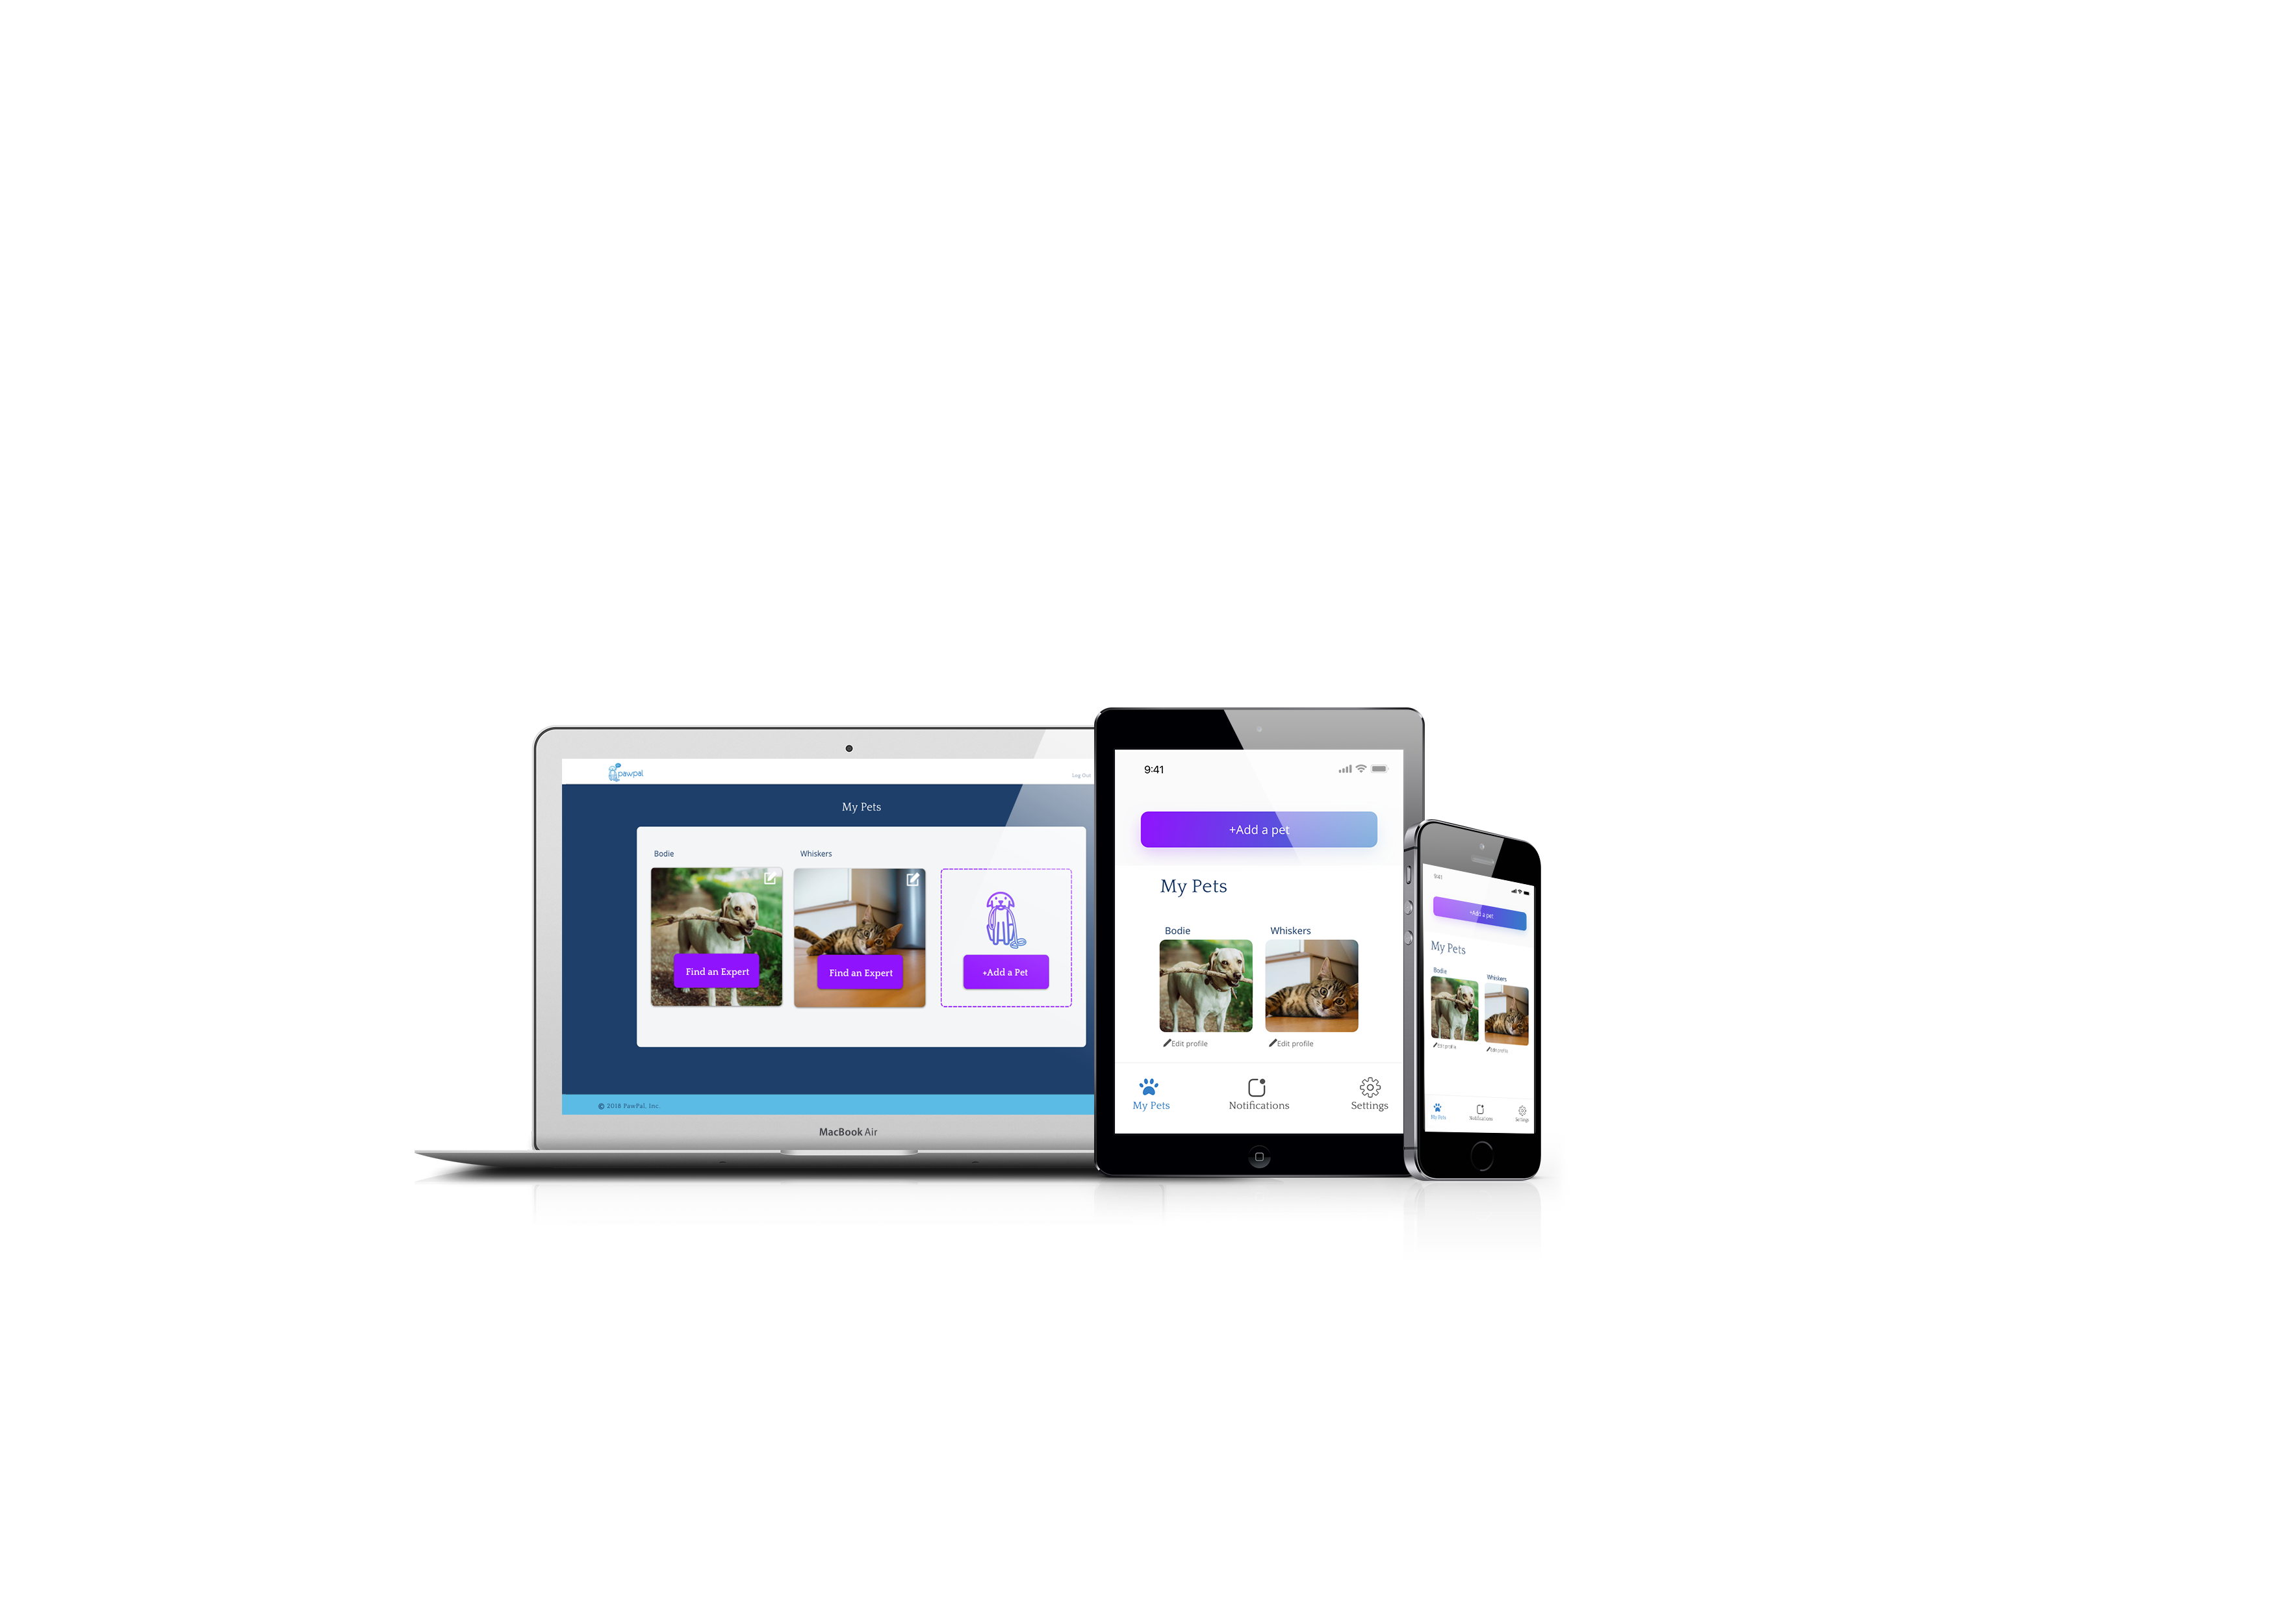 pawpal
Log Out
My Pets
Bodie
Whiskers
Find an Expert
Find an Expert
+Add a Pet
© 2018 PawPal, Inc.
MacBook Air
9:41
+Add a pet
My Pets
Bodie
Whiskers
Edit profile
Edit profile
My Pets
Notifications
Settings
+Add a pet
My Pets
Bodie
Whiskers
Edit profile
Edit profile
My Pets
Notifications
Settings